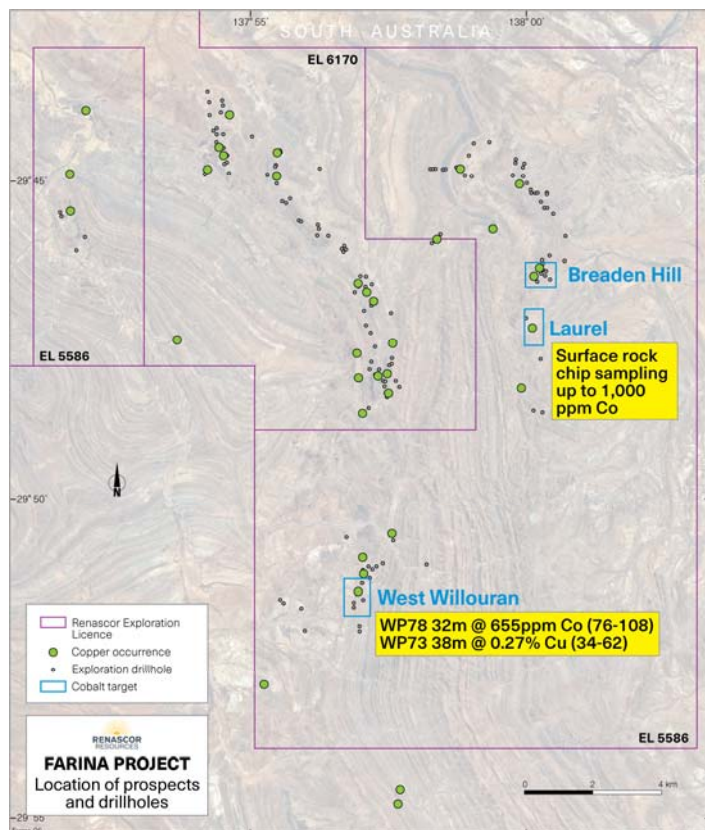 137° 55'
138° 00'
SOUTH AUSTRALIA
EL 6170
29° 45'
Breaden Hill
Laurel
EL 5586
Surface rock
chip sampling
up to 1,000
ppm Co
N
29° 50'
West Willouran
WP78 32m @ 655ppm Co (76-108)
WP73 38m @ 0.27% Cu (34-62)
Renascor Exploration
Licence
Copper occurrence
Exploration drillhole
Cobalt target
EL 5586
RENASCOR
RESOURCES
FARINA PROJECT
Location of prospects
and drillholes
0 2 4 km
29° 55'